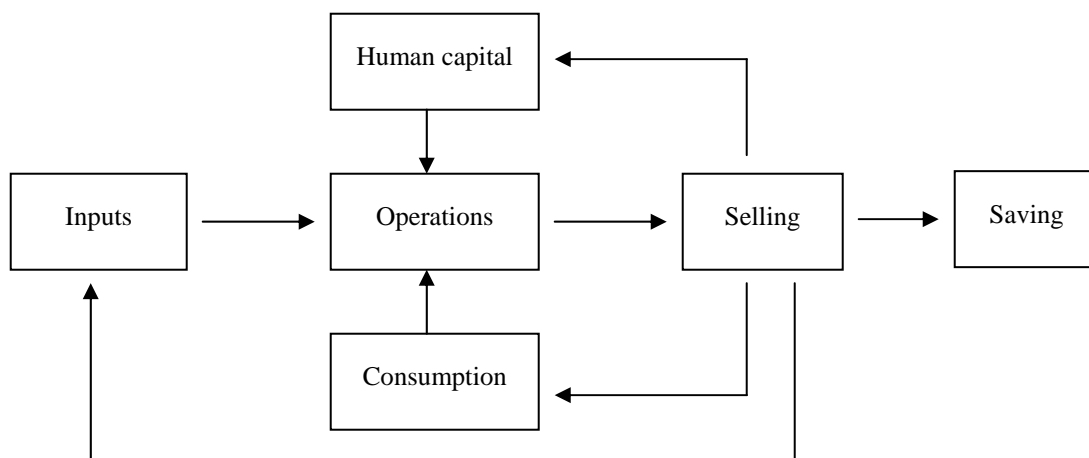 Human capital
Inputs
Operations
Selling
Saving
Consumption